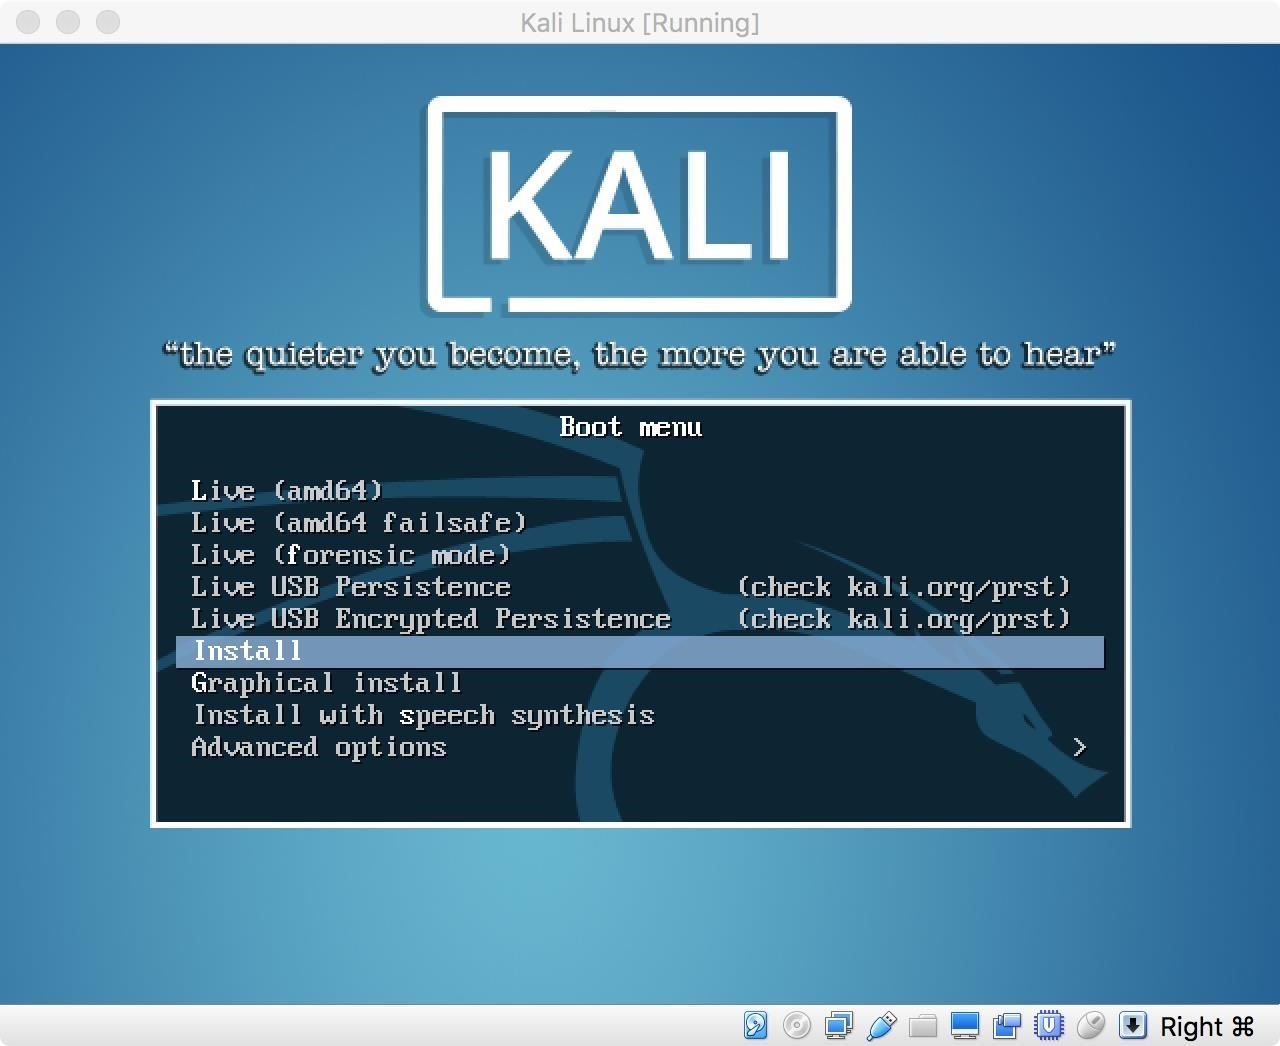 Kali Linux [Running]
KALI
“the quieter you become, the more you are able to hear”
Boot menu
Live (amd64)
Live (amd64 failsafe)
Live (forensic mode)
Live USB Persistence (check kali.org/prst)
Live USB Encrypted Persistence (check kali.org/prst)
Install
Graphical install
Install with speech synthesis
Advanced options >
Right ⌘